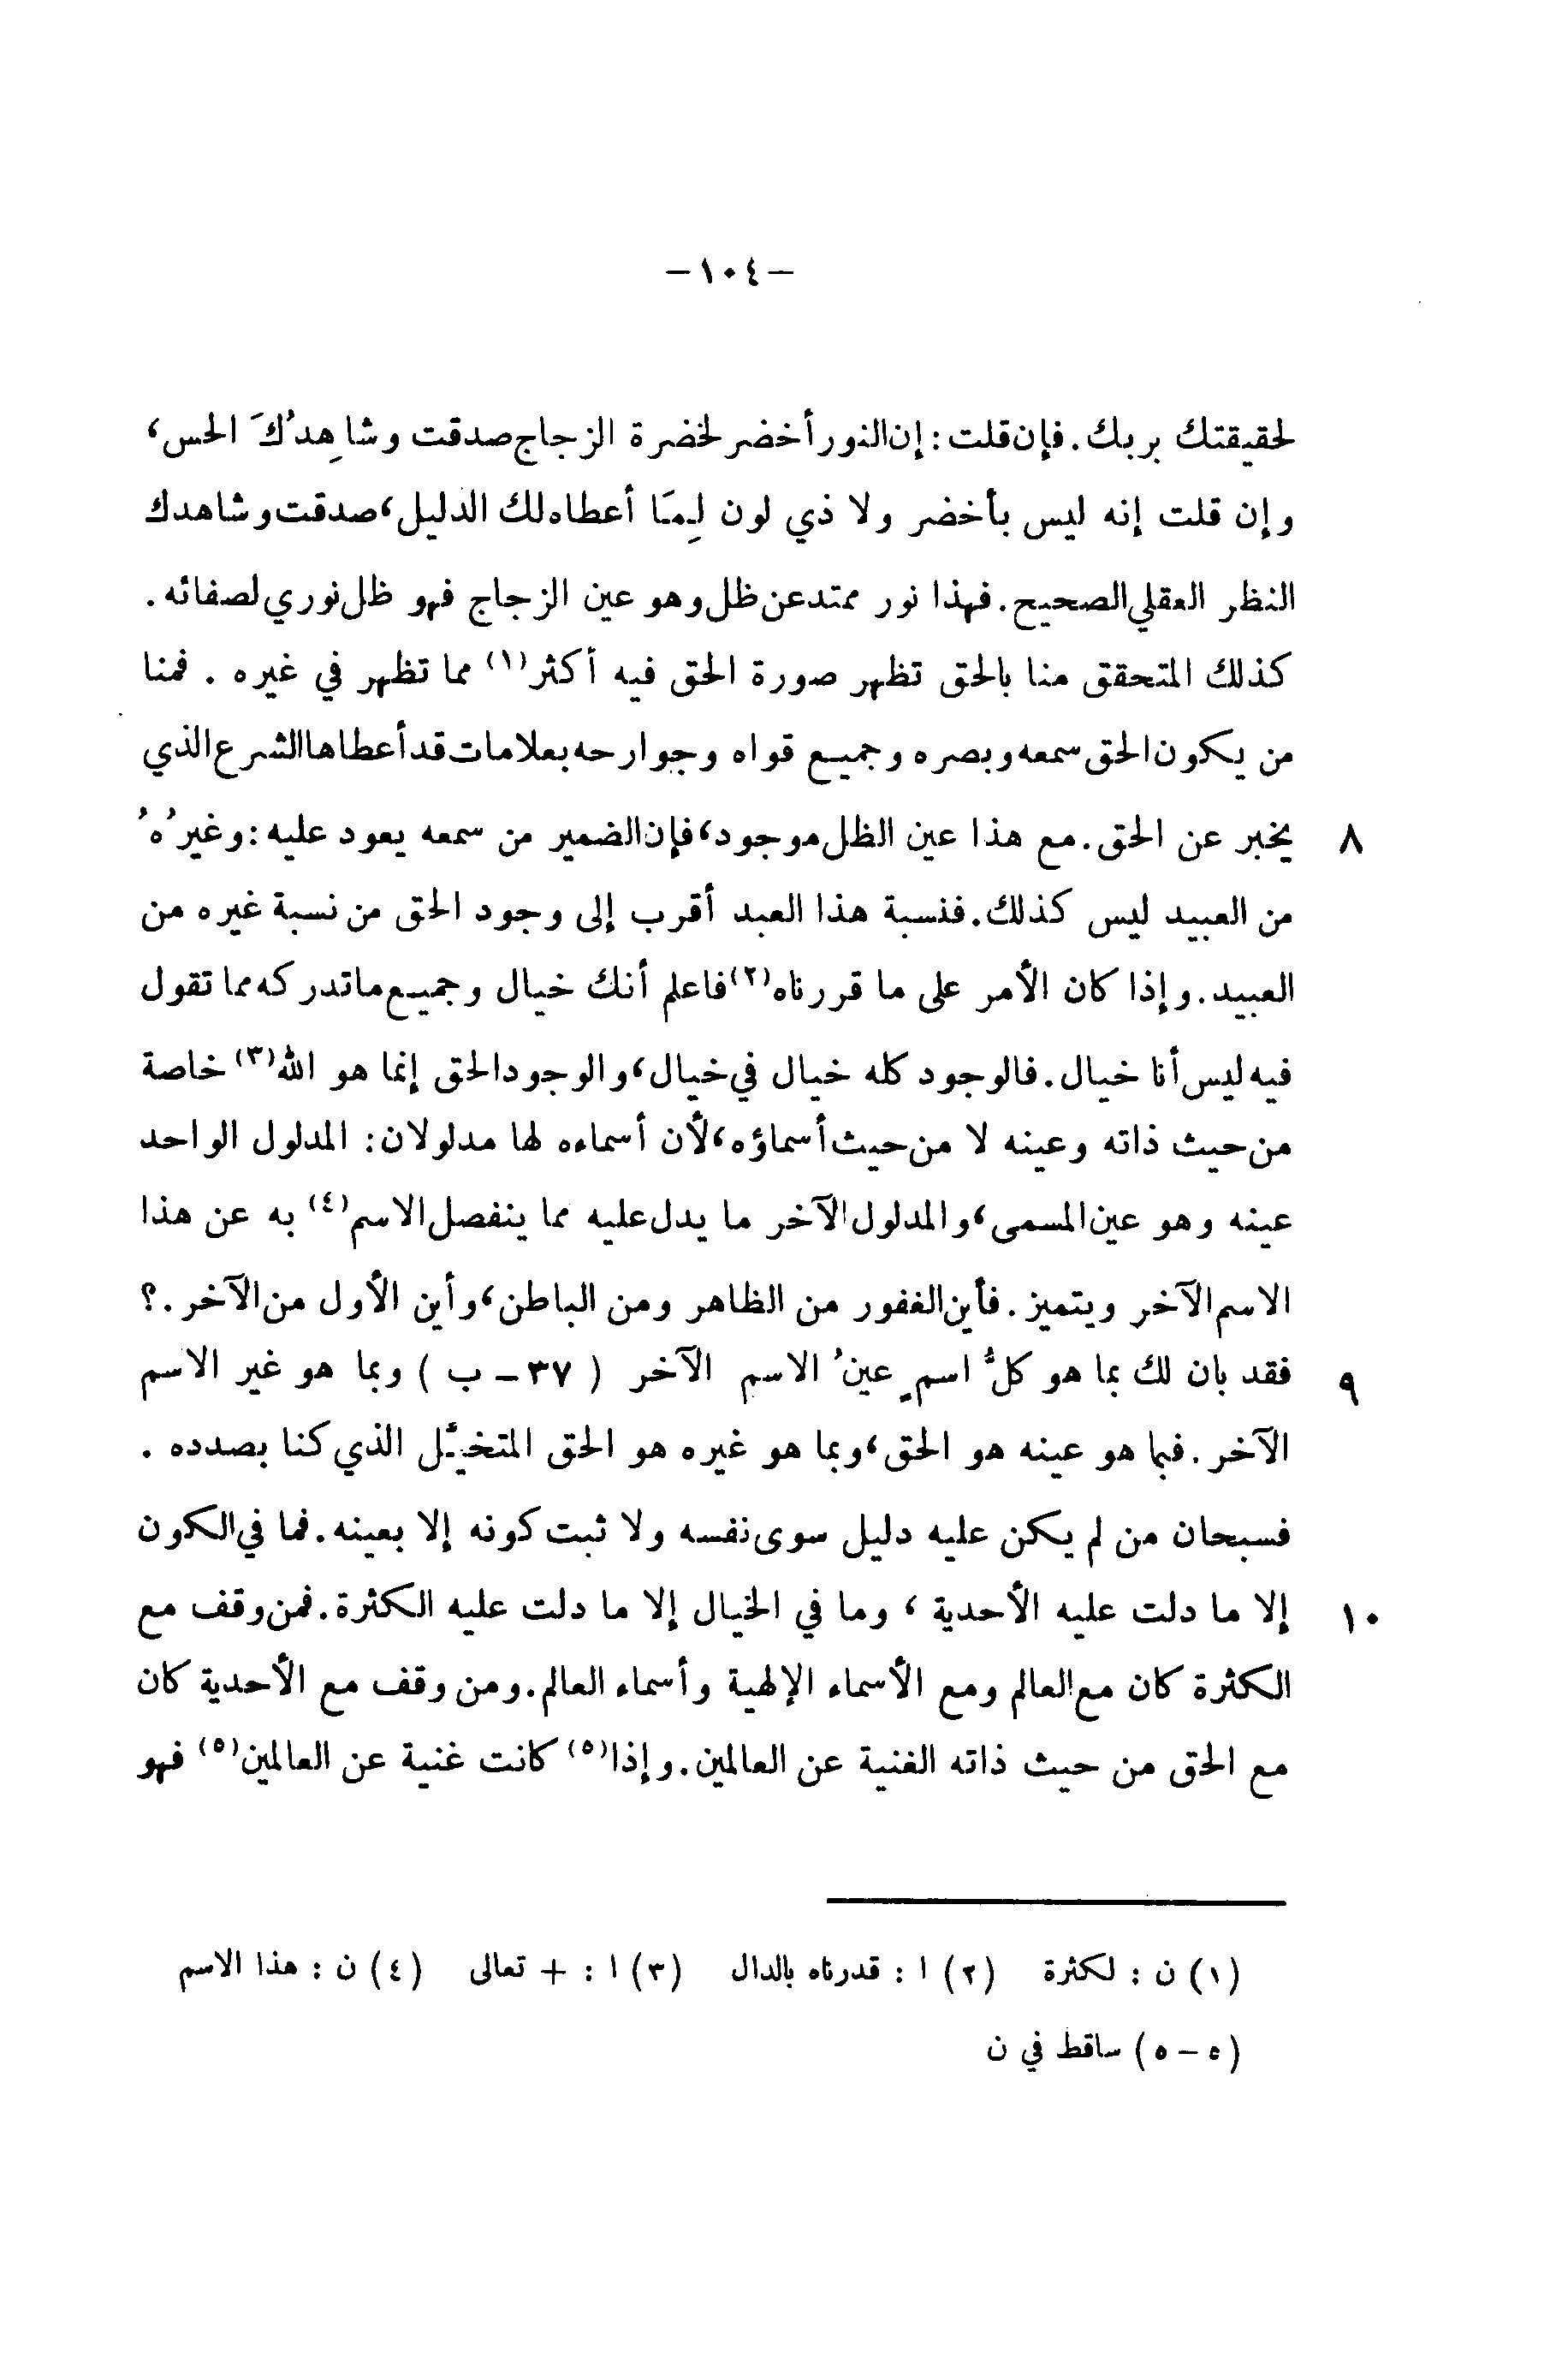 -١٠٤-
لحقيقتك بربك. فإن قلت: إن النور أخضر لخضرة الزجاج صدقت وشاهِدُكَ الحس،
وإن قلت إنه ليس بأخضر ولا ذي لون لِمَا أعطاه لك الدليل، صدقت وشاهدك
النظر العقلي الصحيح. فهذا نور ممتد عن ظل وهو عين الزجاج فهو ظل نوري لصفائه.
كذلك المتحقق منا بالحق تظهر صورة الحق فيه أكثر(١) مما تظهر في غيره. فمنا
من يكون الحق سمعه وبصره وجميع قواه وجوارحه بعلامات قد أعطاها الشرع الذي
٨ يخبر عن الحق. مع هذا عين الظل موجود، فإن الضمير من سمعه يعود عليه: وغيرُهُ
من العبيد ليس كذلك. فنسبة هذا العبد أقرب إلى وجود الحق من نسبة غيره من
العبيد. وإذا كان الأمر على ما قررناه(٢) فاعلم أنك خيال وجميع ما تدركه مما تقول
فيه ليس أنا خيال. فالوجود كله خيال في خيال، والوجود الحق إنما هو الله(٣) خاصة
من حيث ذاته وعينه لا من حيث أسماؤه، لأن أسماءه لها مدلولان: المدلول الواحد
عينه وهو عين المسمى، والمدلول الآخر ما يدل عليه مما ينفصل الاسم(٤) به عن هذا
الاسم الآخر ويتميز. فأين الغفور من الظاهر ومن الباطن، وأين الأول من الآخر.؟
٩ فقد بان لك بما هو كلُّ اسمٍ عينُ الاسم الآخر (٣٧ - ب) وبما هو غير الاسم
الآخر. فبما هو عينه هو الحق، وبما هو غيره هو الحق المتخيَّل الذي كنا بصدده.
فسبحان من لم يكن عليه دليل سوى نفسه ولا ثبت كونه إلا بعينه. فما في الكون
١٠ إلا ما دلت عليه الأحدية، وما في الخيال إلا ما دلت عليه الكثرة. فمن وقف مع
الكثرة كان مع العالم ومع الأسماء الإلهية وأسماء العالم. ومن وقف مع الأحدية كان
مع الحق من حيث ذاته الغنية عن العالمين. وإذا(٥) كانت غنية عن العالمين(٥) فهو
(١) ن : لكثرة (٢) ا : قدرناه بالدال (٣) ا : + تعالى (٤) ن : هذا الاسم
(٥ - ٥) ساقط في ن